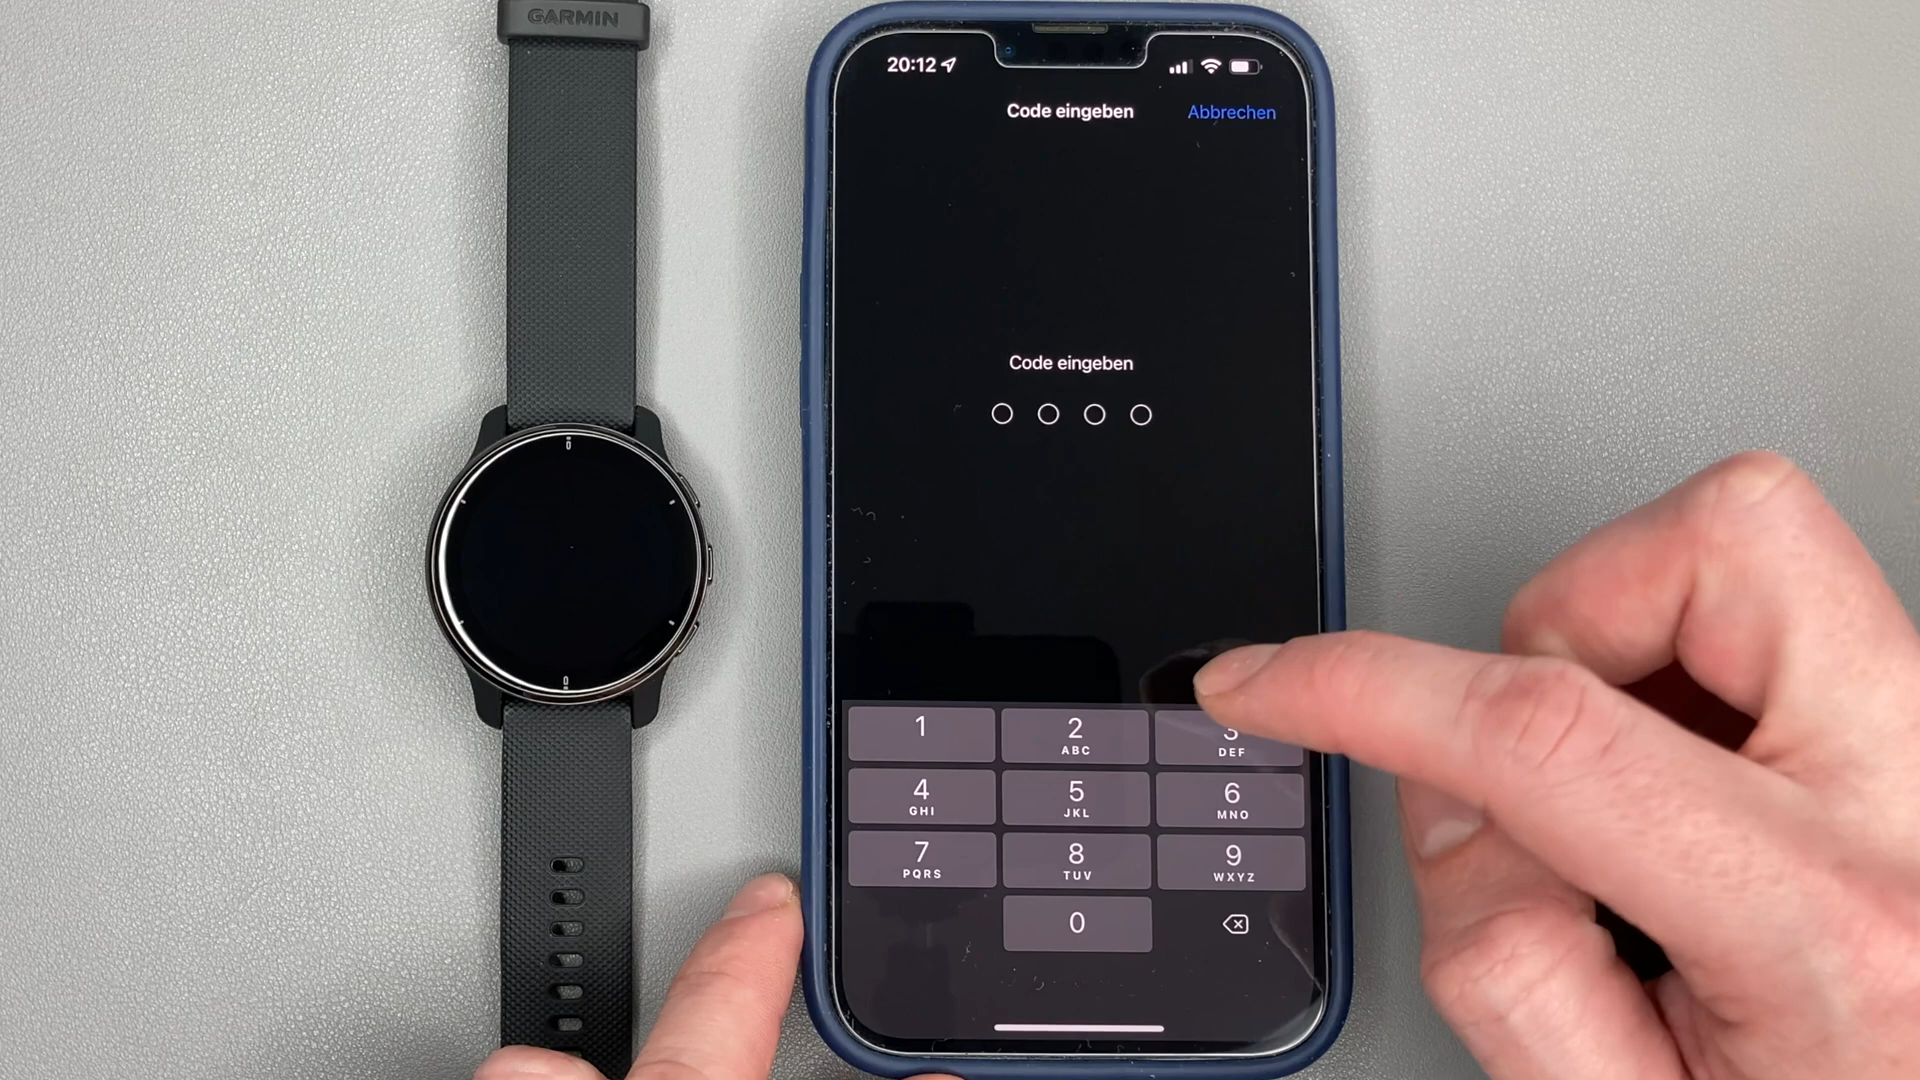 GARMIN
20:12
Code eingeben
Abbrechen
Code eingeben
1
2
ABC
3
DEF
4
GHI
5
JKL
6
MNO
7
PQRS
8
TUV
9
WXYZ
0